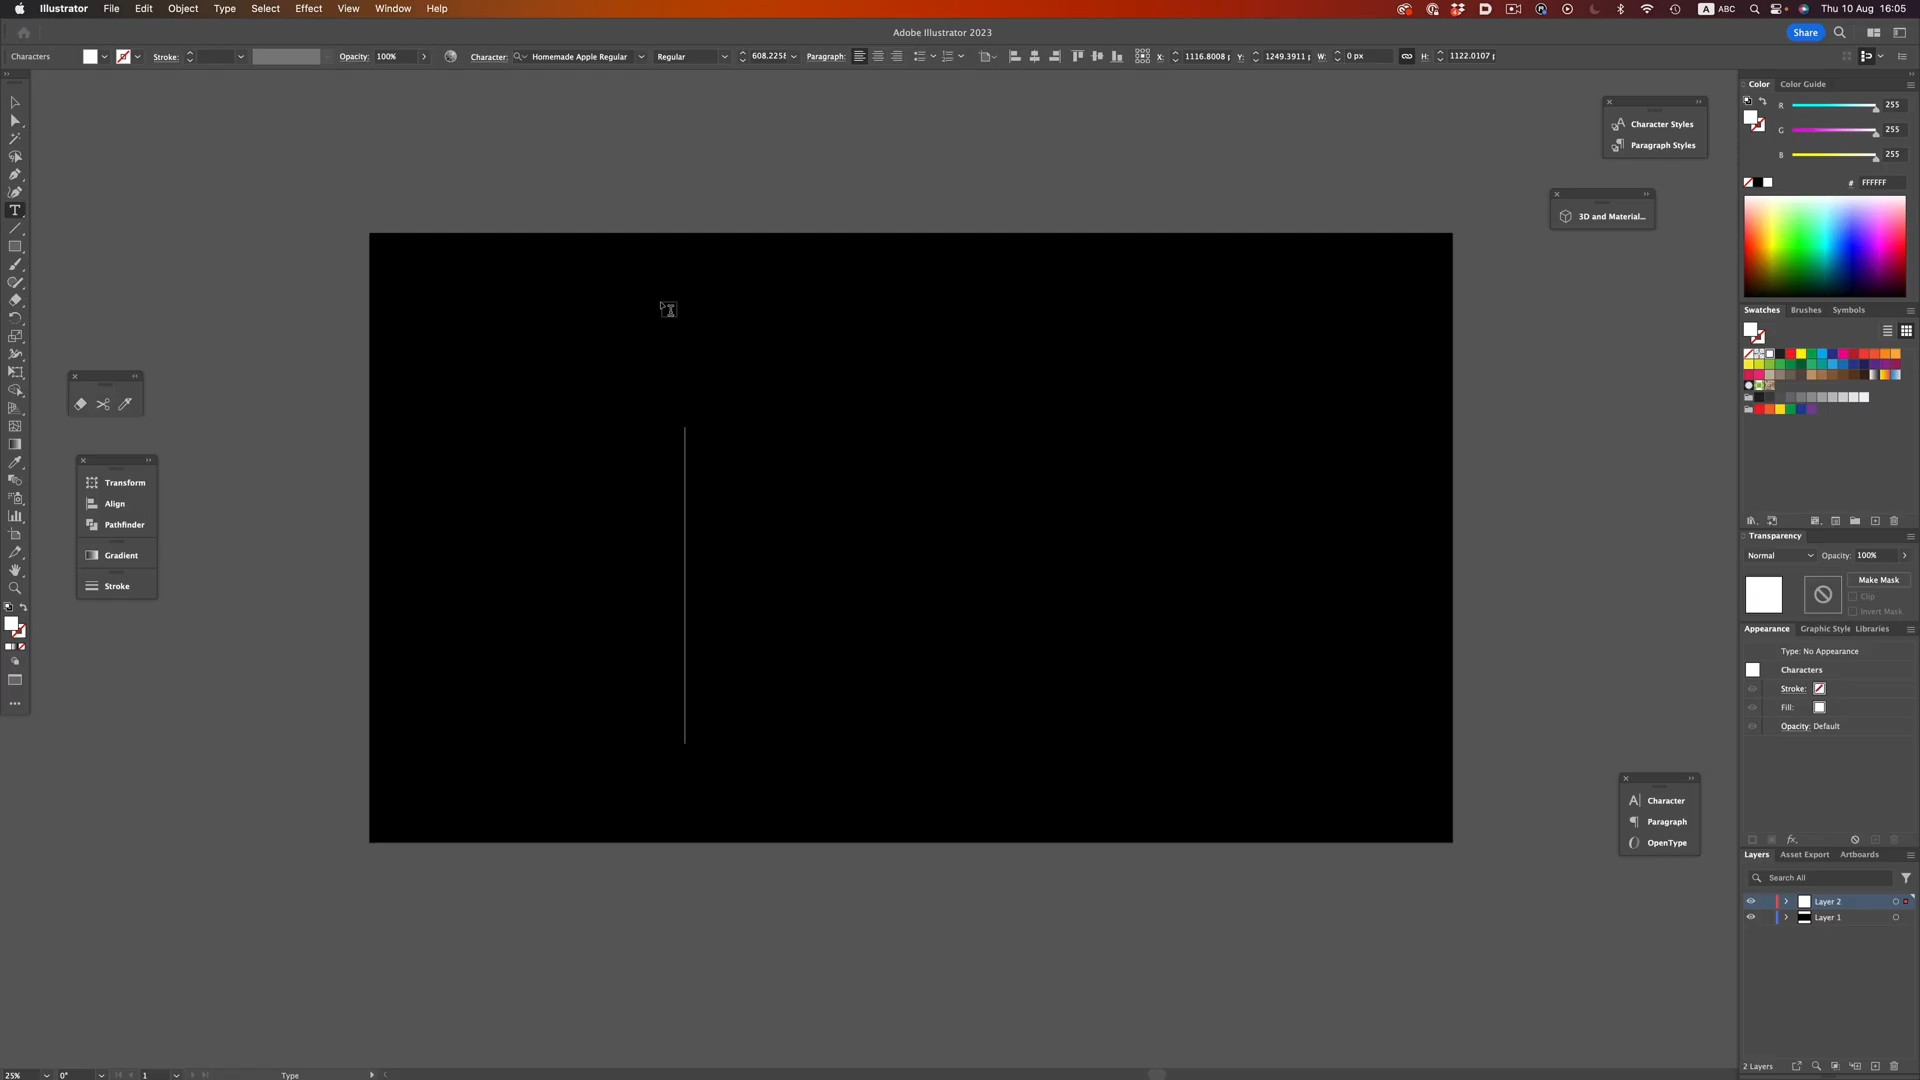 Illustrator File Edit Object Type Select Effect View Window Help
A ABC Thu 10 Aug 16:05
Adobe Illustrator 2023
Share
Characters Stroke: Opacity: 100% Character: Homemade Apple Regular Regular 608.225 Paragraph: X: 1116.8008 Y: 1249.3911 W: 0 px H: 1122.0107
Color Color Guide
R 255
G 255
B 255
# FFFFFF
Character Styles
Paragraph Styles
3D and Material...
Swatches Brushes Symbols
Transform
Align
Pathfinder
Gradient
Stroke
Transparency
Normal Opacity: 100%
Make Mask
Clip
Invert Mask
Appearance Graphic Style Libraries
Type: No Appearance
Characters
Stroke:
Fill:
Opacity: Default
fx
Character
Paragraph
OpenType
Layers Asset Export Artboards
Search All
Layer 2
Layer 1
2 Layers
25% 0° 1 Type